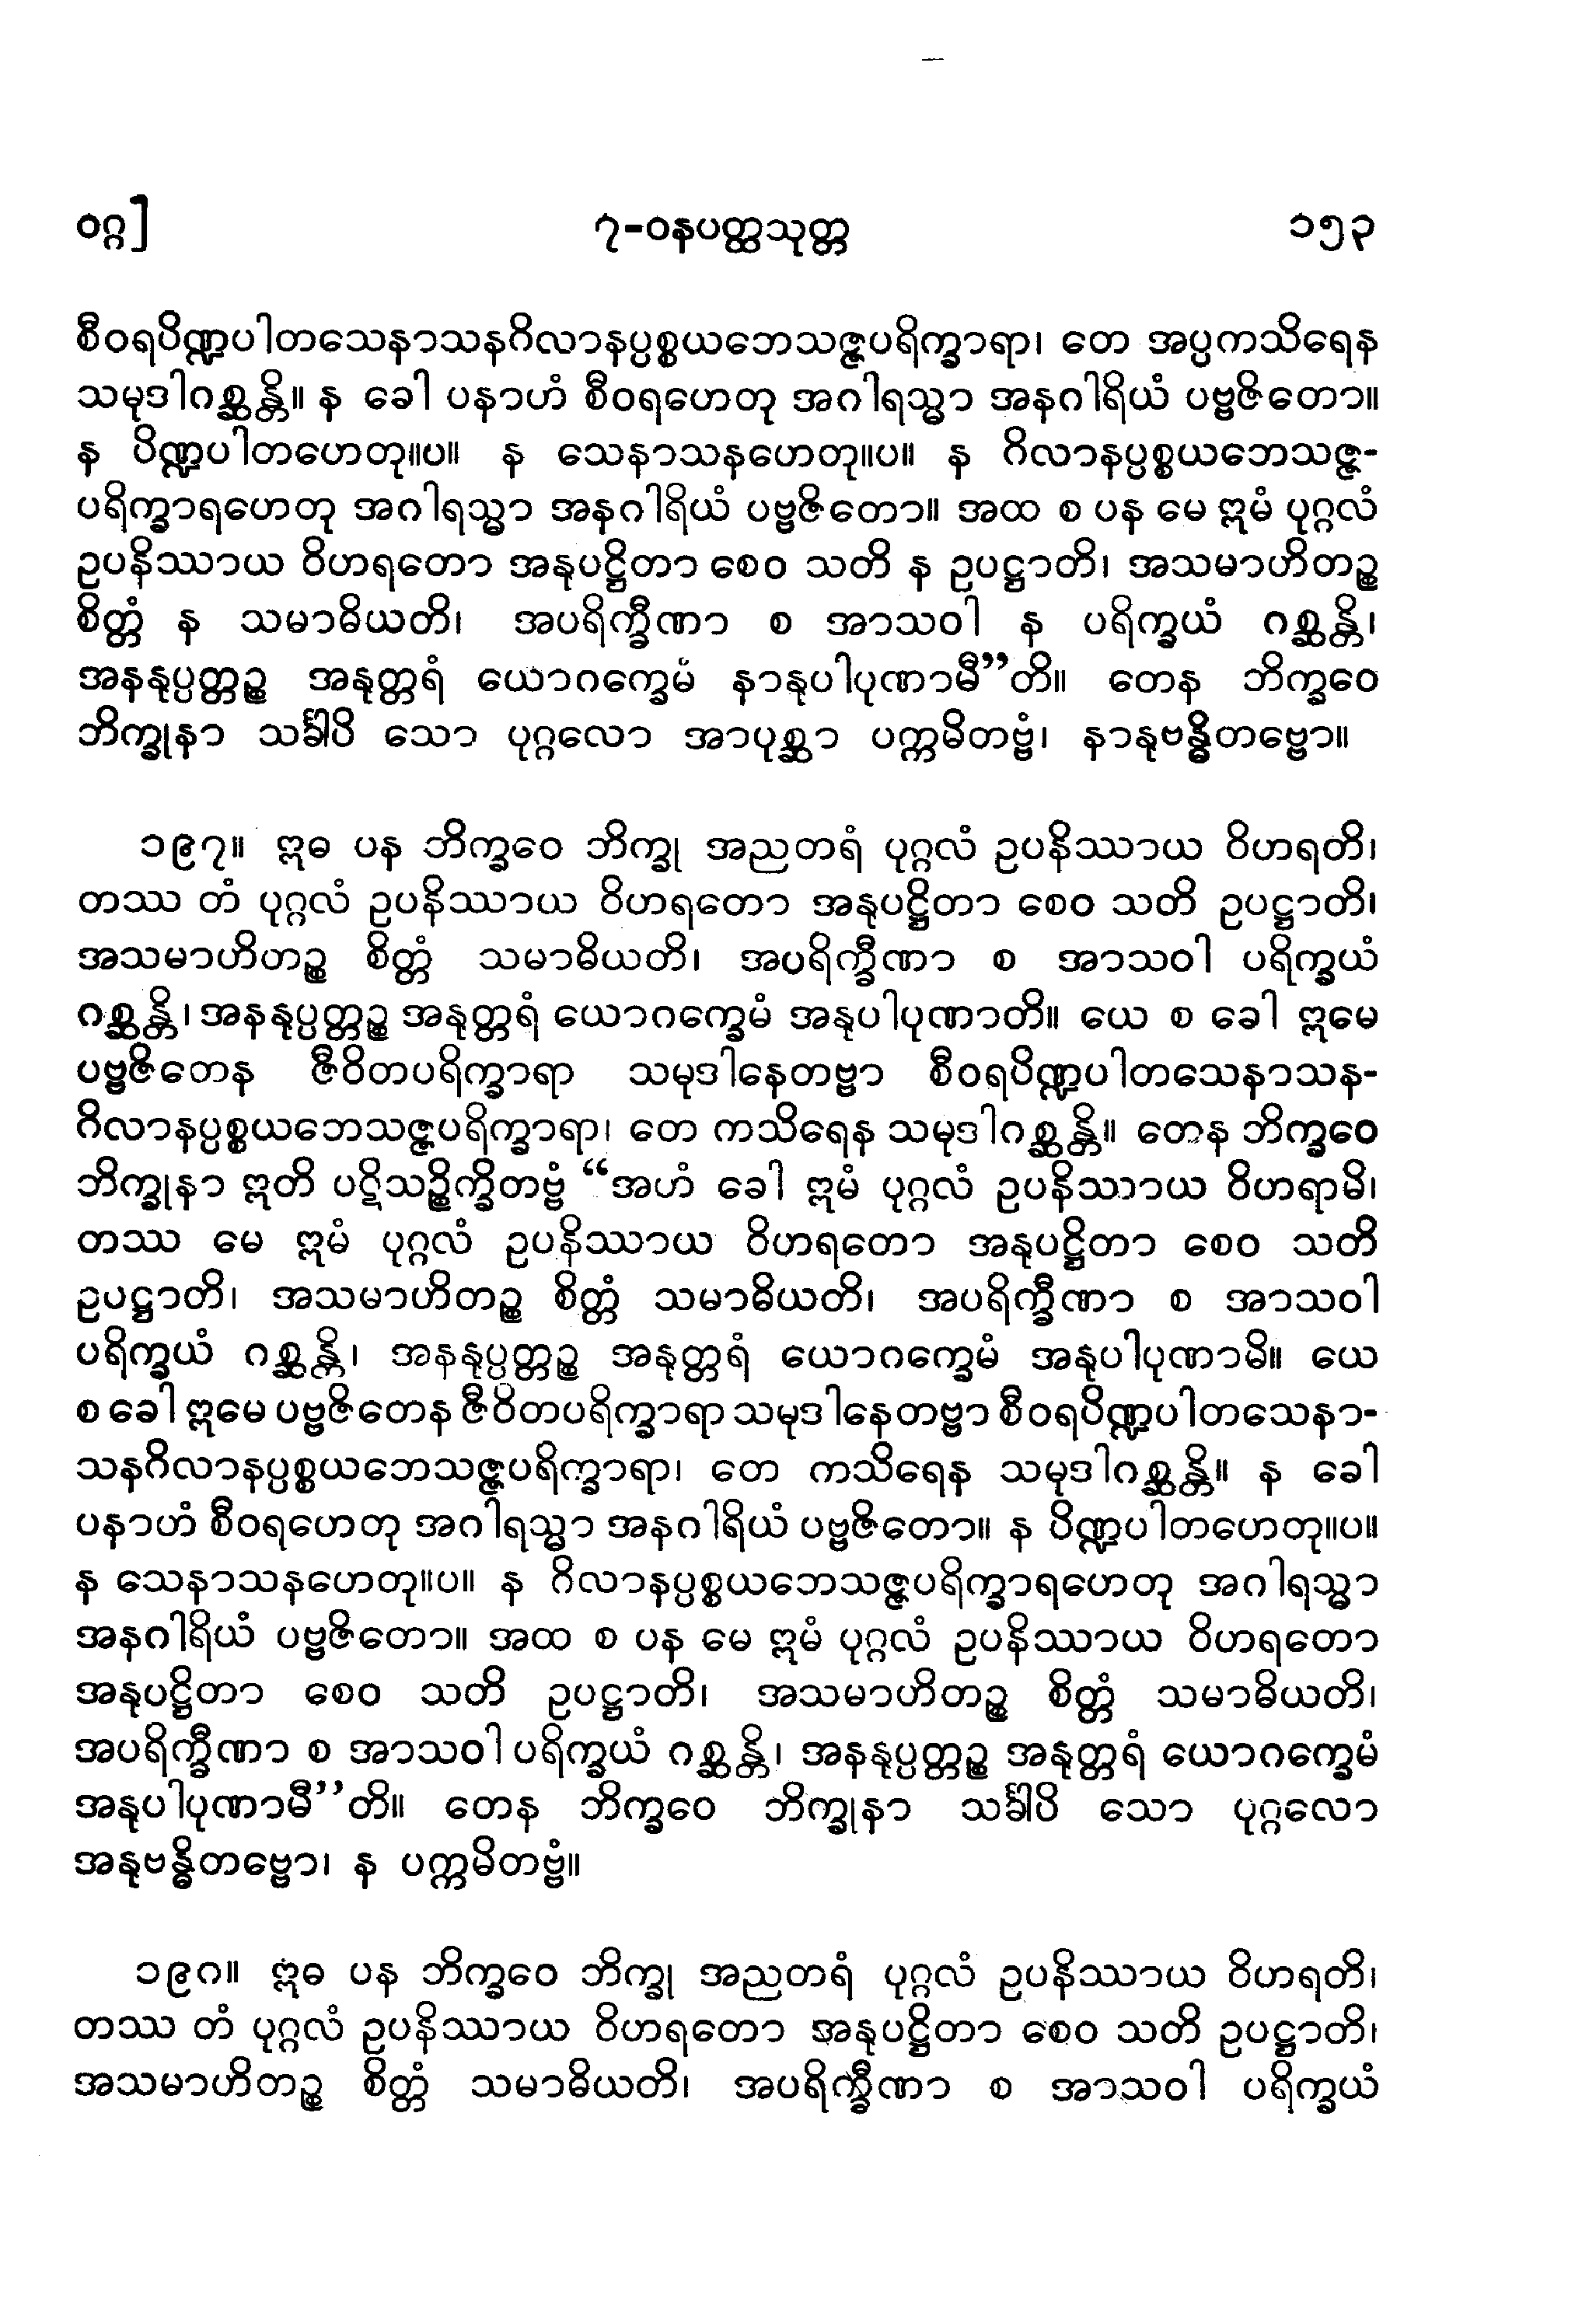 ဝဂ္ဂ] ၇-ဝနပတ္ထသုတ္တ ၁၅၃
စီဝရပိဏ္ဍပါတသေနာသနဂိလာနပ္ပစ္စယဘေသဇ္ဇပရိက္ခာရာ၊ တေ အပ္ပကသိရေန
သမုဒါဂစ္ဆန္တိ။ န ခေါ ပနာဟံ စီဝရဟေတု အဂါရသ္မာ အနဂါရိယံ ပဗ္ဗဇိတော။
န ပိဏ္ဍပါတဟေတု။ပ။ န သေနာသနဟေတု။ပ။ န ဂိလာနပ္ပစ္စယဘေသဇ္ဇ-
ပရိက္ခာရဟေတု အဂါရသ္မာ အနဂါရိယံ ပဗ္ဗဇိတော။ အထ စ ပန မေ ဣမံ ပုဂ္ဂလံ
ဥပနိဿာယ ဝိဟရတော အနုပဋ္ဌိတာ စေဝ သတိ န ဥပဋ္ဌာတိ၊ အသမာဟိတဉ္စ
စိတ္တံ န သမာဓိယတိ၊ အပရိက္ခီဏာ စ အာသဝါ န ပရိက္ခယံ ဂစ္ဆန္တိ၊
အနနုပ္ပတ္တဉ္စ အနုတ္တရံ ယောဂက္ခေမံ နာနုပါပုဏာမီ”တိ။ တေန ဘိက္ခဝေ
ဘိက္ခုနာ သင်္ခါပိ သော ပုဂ္ဂလော အာပုစ္ဆာ ပက္ကမိတဗ္ဗံ၊ နာနုဗန္ဓိတဗ္ဗော။
၁၉၇။ ဣဓ ပန ဘိက္ခဝေ ဘိက္ခု အညတရံ ပုဂ္ဂလံ ဥပနိဿာယ ဝိဟရတိ၊
တဿ တံ ပုဂ္ဂလံ ဥပနိဿာယ ဝိဟရတော အနုပဋ္ဌိတာ စေဝ သတိ ဥပဋ္ဌာတိ၊
အသမာဟိတဉ္စ စိတ္တံ သမာဓိယတိ၊ အပရိက္ခီဏာ စ အာသဝါ ပရိက္ခယံ
ဂစ္ဆန္တိ၊ အနနုပ္ပတ္တဉ္စ အနုတ္တရံ ယောဂက္ခေမံ အနုပါပုဏာတိ။ ယေ စ ခေါ ဣမေ
ပဗ္ဗဇိတေန ဇီဝိတပရိက္ခာရာ သမုဒါနေတဗ္ဗာ စီဝရပိဏ္ဍပါတသေနာသန-
ဂိလာနပ္ပစ္စယဘေသဇ္ဇပရိက္ခာရာ၊ တေ ကသိရေန သမုဒါဂစ္ဆန္တိ။ တေန ဘိက္ခဝေ
ဘိက္ခုနာ ဣတိ ပဋိသဉ္စိက္ခိတဗ္ဗံ “အဟံ ခေါ ဣမံ ပုဂ္ဂလံ ဥပနိဿာယ ဝိဟရာမိ၊
တဿ မေ ဣမံ ပုဂ္ဂလံ ဥပနိဿာယ ဝိဟရတော အနုပဋ္ဌိတာ စေဝ သတိ
ဥပဋ္ဌာတိ၊ အသမာဟိတဉ္စ စိတ္တံ သမာဓိယတိ၊ အပရိက္ခီဏာ စ အာသဝါ
ပရိက္ခယံ ဂစ္ဆန္တိ၊ အနနုပ္ပတ္တဉ္စ အနုတ္တရံ ယောဂက္ခေမံ အနုပါပုဏာမိ။ ယေ
စ ခေါ ဣမေ ပဗ္ဗဇိတေန ဇီဝိတပရိက္ခာရာ သမုဒါနေတဗ္ဗာ စီဝရပိဏ္ဍပါတသေနာ-
သနဂိလာနပ္ပစ္စယဘေသဇ္ဇပရိက္ခာရာ၊ တေ ကသိရေန သမုဒါဂစ္ဆန္တိ။ န ခေါ
ပနာဟံ စီဝရဟေတု အဂါရသ္မာ အနဂါရိယံ ပဗ္ဗဇိတော။ န ပိဏ္ဍပါတဟေတု။ပ။
န သေနာသနဟေတု။ပ။ န ဂိလာနပ္ပစ္စယဘေသဇ္ဇပရိက္ခာရဟေတု အဂါရသ္မာ
အနဂါရိယံ ပဗ္ဗဇိတော။ အထ စ ပန မေ ဣမံ ပုဂ္ဂလံ ဥပနိဿာယ ဝိဟရတော
အနုပဋ္ဌိတာ စေဝ သတိ ဥပဋ္ဌာတိ၊ အသမာဟိတဉ္စ စိတ္တံ သမာဓိယတိ၊
အပရိက္ခီဏာ စ အာသဝါ ပရိက္ခယံ ဂစ္ဆန္တိ၊ အနနုပ္ပတ္တဉ္စ အနုတ္တရံ ယောဂက္ခေမံ
အနုပါပုဏာမီ”တိ။ တေန ဘိက္ခဝေ ဘိက္ခုနာ သင်္ခါပိ သော ပုဂ္ဂလော
အနုဗန္ဓိတဗ္ဗော၊ န ပက္ကမိတဗ္ဗံ။
၁၉၈။ ဣဓ ပန ဘိက္ခဝေ ဘိက္ခု အညတရံ ပုဂ္ဂလံ ဥပနိဿာယ ဝိဟရတိ၊
တဿ တံ ပုဂ္ဂလံ ဥပနိဿာယ ဝိဟရတော အနုပဋ္ဌိတာ စေဝ သတိ ဥပဋ္ဌာတိ၊
အသမာဟိတဉ္စ စိတ္တံ သမာဓိယတိ၊ အပရိက္ခီဏာ စ အာသဝါ ပရိက္ခယံ